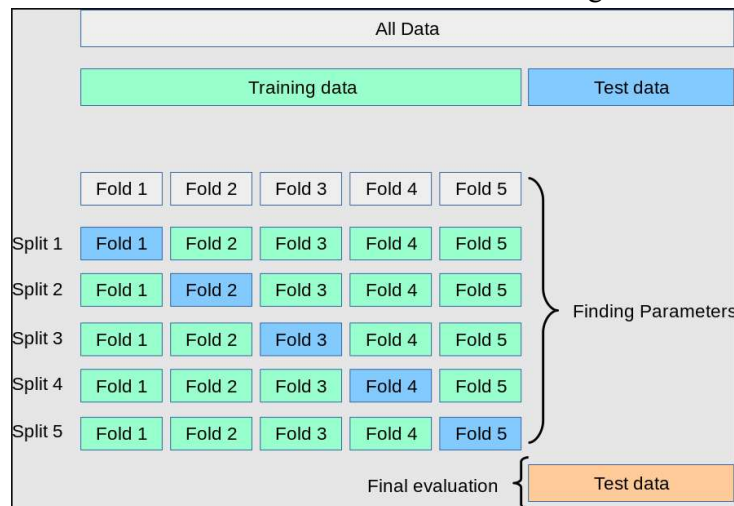 All Data
Training data Test data
Fold 1 Fold 2 Fold 3 Fold 4 Fold 5
Split 1 Fold 1 Fold 2 Fold 3 Fold 4 Fold 5
Split 2 Fold 1 Fold 2 Fold 3 Fold 4 Fold 5
Finding Parameters
Split 3 Fold 1 Fold 2 Fold 3 Fold 4 Fold 5
Split 4 Fold 1 Fold 2 Fold 3 Fold 4 Fold 5
Split 5 Fold 1 Fold 2 Fold 3 Fold 4 Fold 5
Final evaluation Test data